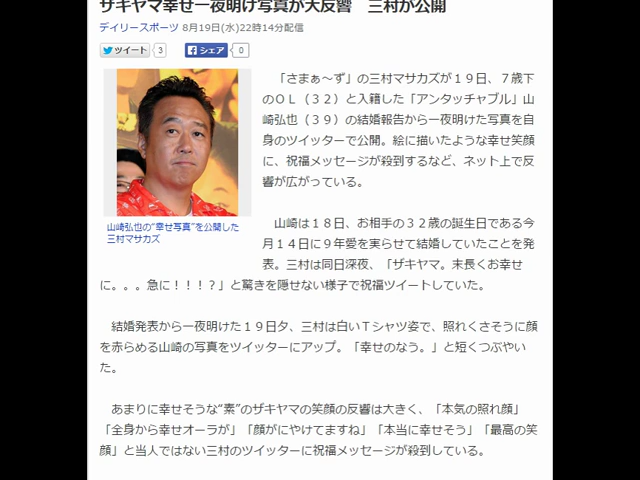 ザキヤマ幸せ一夜明け写真が大反響　三村が公開
デイリースポーツ 8月19日(水)22時14分配信
ツイート 3 シェア 0
「さまぁ～ず」の三村マサカズが１９日、７歳下
のＯＬ（３２）と入籍した「アンタッチャブル」山
崎弘也（３９）の結婚報告から一夜明けた写真を自
身のツイッターで公開。絵に描いたような幸せ笑顔
に、祝福メッセージが殺到するなど、ネット上で反
響が広がっている。
山崎弘也の“幸せ写真”を公開した
三村マサカズ
山崎は１８日、お相手の３２歳の誕生日である今
月１４日に９年愛を実らせて結婚していたことを発
表。三村は同日深夜、「ザキヤマ。末長くお幸せ
に。。。急に！！！？」と驚きを隠せない様子で祝福ツイートしていた。
結婚発表から一夜明けた１９日夕、三村は白いＴシャツ姿で、照れくさそうに顔
を赤らめる山崎の写真をツイッターにアップ。「幸せのなう。」と短くつぶやい
た。
あまりに幸せそうな“素”のザキヤマの笑顔の反響は大きく、「本気の照れ顔」
「全身から幸せオーラが」「顔がにやけてますね」「本当に幸せそう」「最高の笑
顔」と当人ではない三村のツイッターに祝福メッセージが殺到している。